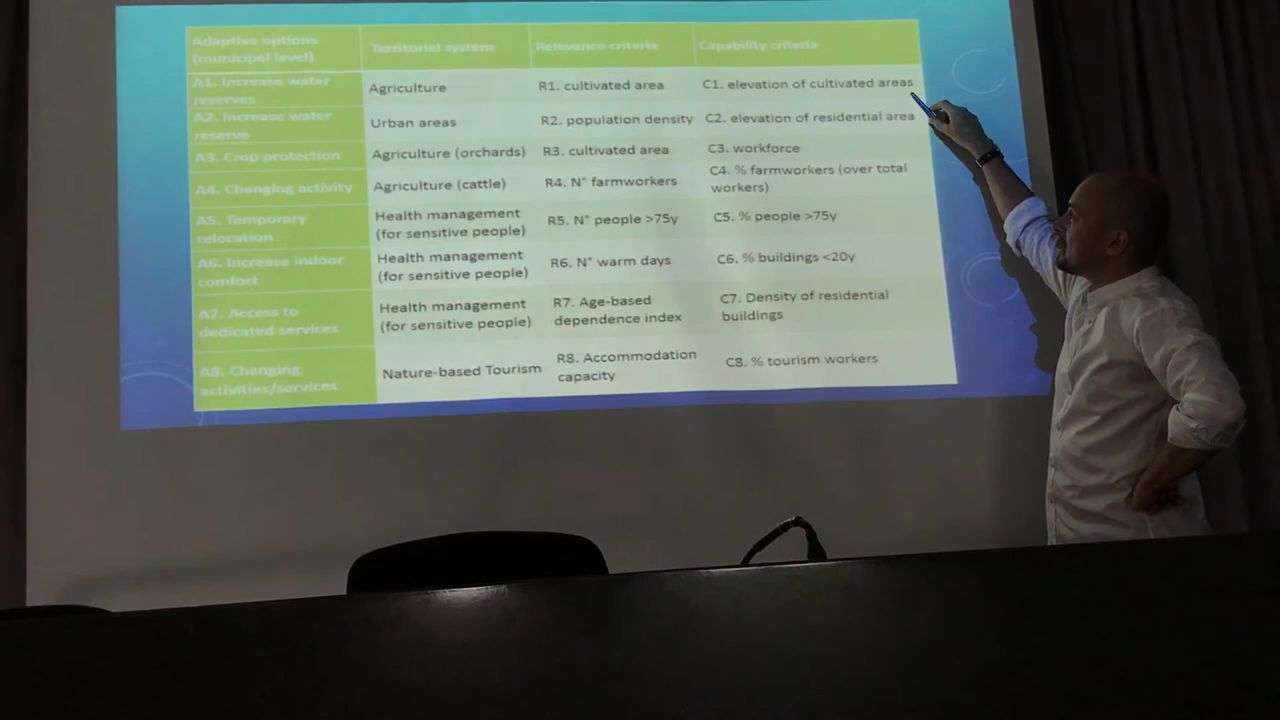 Adaptive options (municipal level) Territorial system Relevance criteria Capability criteria
A1. Increase water reserves Agriculture R1. cultivated area C1. elevation of cultivated areas
A2. Increase water reserve Urban areas R2. population density C2. elevation of residential area
A3. Crop protection Agriculture (orchards) R3. cultivated area C3. workforce
A4. Changing activity Agriculture (cattle) R4. N° farmworkers C4. % farmworkers (over total workers)
A5. Temporary relocation Health management (for sensitive people) R5. N° people >75y C5. % people >75y
A6. Increase indoor comfort Health management (for sensitive people) R6. N° warm days C6. % buildings <20y
A7. Access to dedicated services Health management (for sensitive people) R7. Age-based dependence index C7. Density of residential buildings
A8. Changing activities/services Nature-based Tourism R8. Accommodation capacity C8. % tourism workers